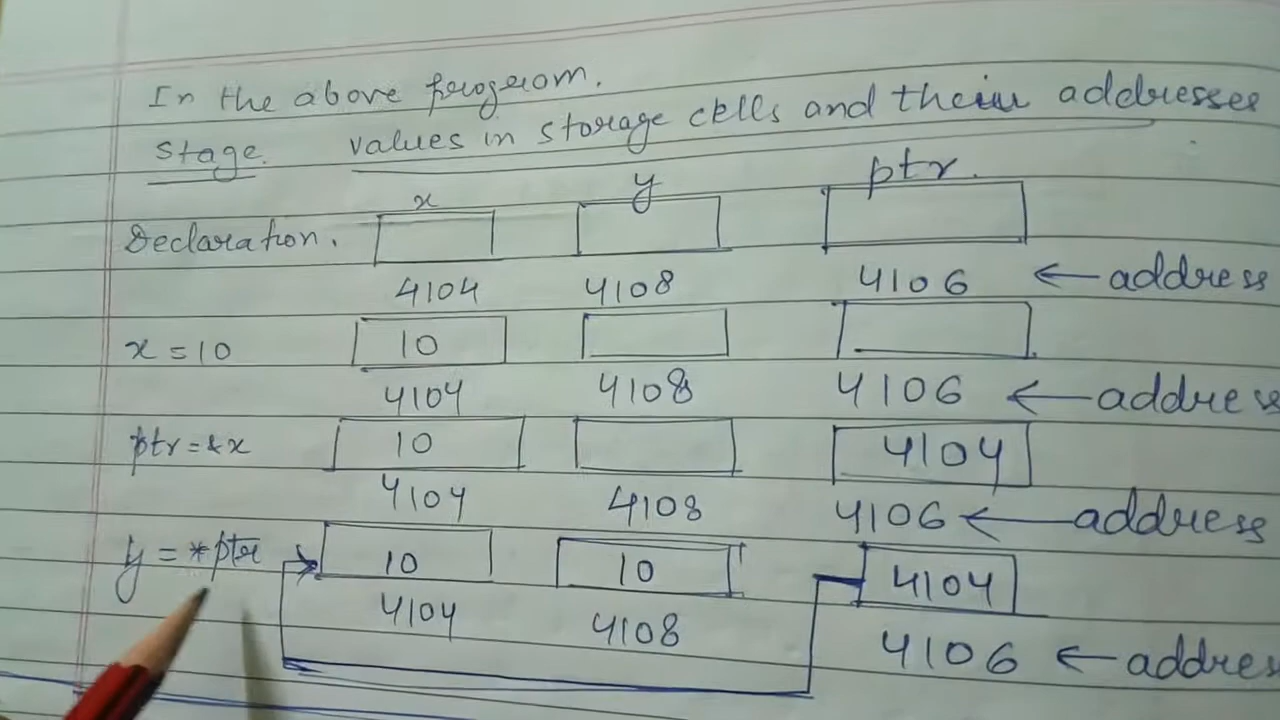 In the above program.
Stage. values in storage cells and their addresses
x y ptr.
Declaration.
4104 4108 4106 ← address
x = 10 10
4104 4108 4106 ← address
ptr = &x 10 4104
4104 4108 4106 ← address
y = *ptr 10 10 4104
4104 4108 4106 ← addres